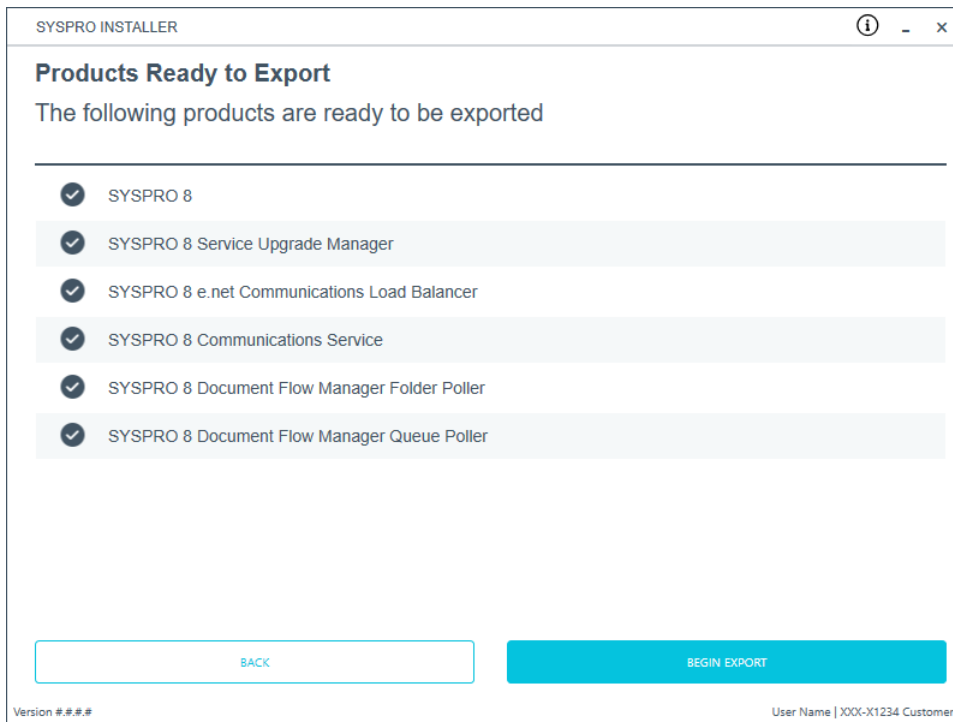 SYSPRO INSTALLER
Products Ready to Export
The following products are ready to be exported
SYSPRO 8
SYSPRO 8 Service Upgrade Manager
SYSPRO 8 e.net Communications Load Balancer
SYSPRO 8 Communications Service
SYSPRO 8 Document Flow Manager Folder Poller
SYSPRO 8 Document Flow Manager Queue Poller
BACK
BEGIN EXPORT
Version #.#.#.#
User Name | XXX-X1234 Customer